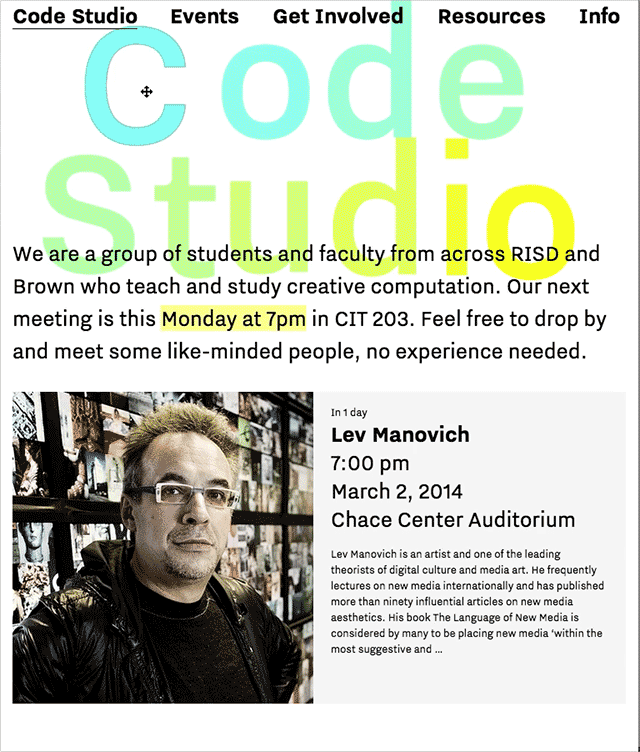 Code Studio Events Get Involved Resources Info
Code
Studio
We are a group of students and faculty from across RISD and
Brown who teach and study creative computation. Our next
meeting is this Monday at 7pm in CIT 203. Feel free to drop by
and meet some like-minded people, no experience needed.
In 1 day
Lev Manovich
7:00 pm
March 2, 2014
Chace Center Auditorium
Lev Manovich is an artist and one of the leading
theorists of digital culture and media art. He frequently
lectures on new media internationally and has published
more than ninety influential articles on new media
aesthetics. His book The Language of New Media is
considered by many to be placing new media 'within the
most suggestive and ...